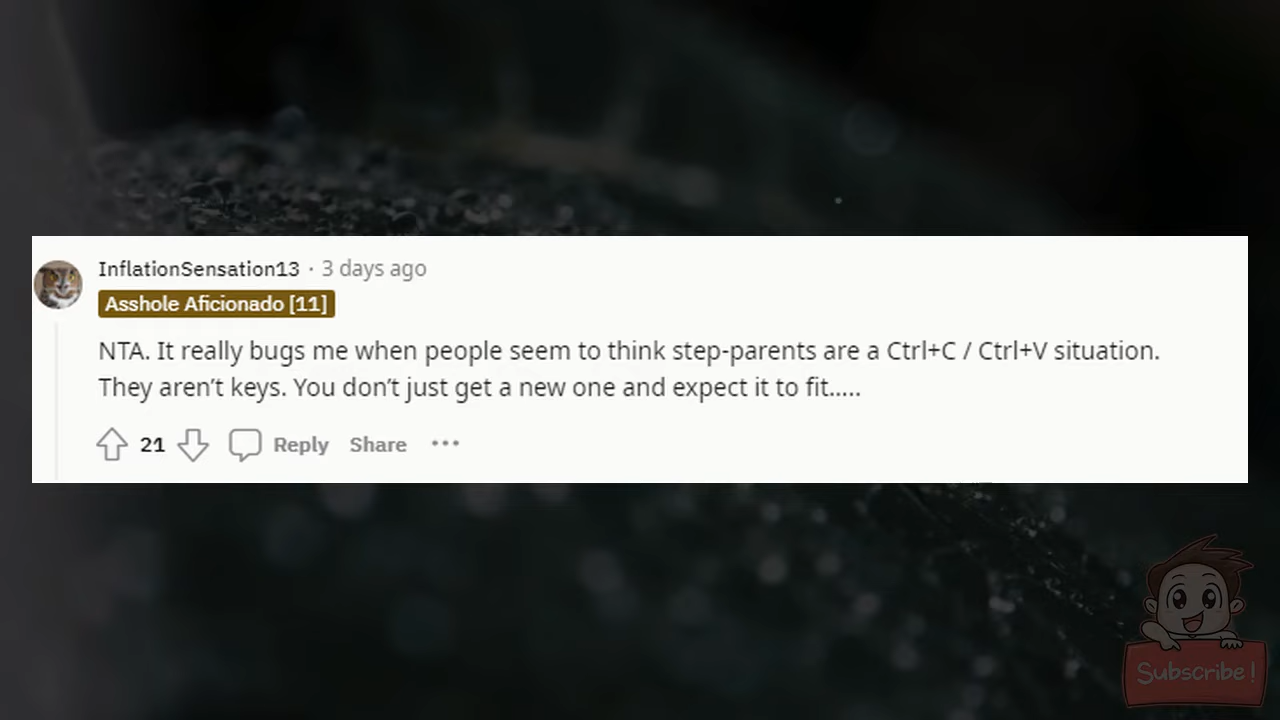 InflationSensation13 · 3 days ago
Asshole Aficionado [11]
NTA. It really bugs me when people seem to think step-parents are a Ctrl+C / Ctrl+V situation.
They aren’t keys. You don’t just get a new one and expect it to fit.....
21 Reply Share •••
Subscribe!